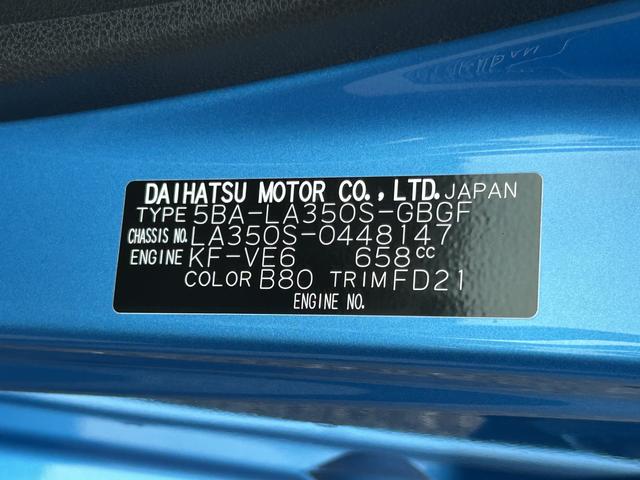 DAIHATSU MOTOR CO., LTD. JAPAN
TYPE 5BA-LA350S-GBGF
CHASSIS NO. LA350S-0448147
ENGINE KF-VE6 658cc
COLOR B80 TRIM FD21
ENGINE NO.